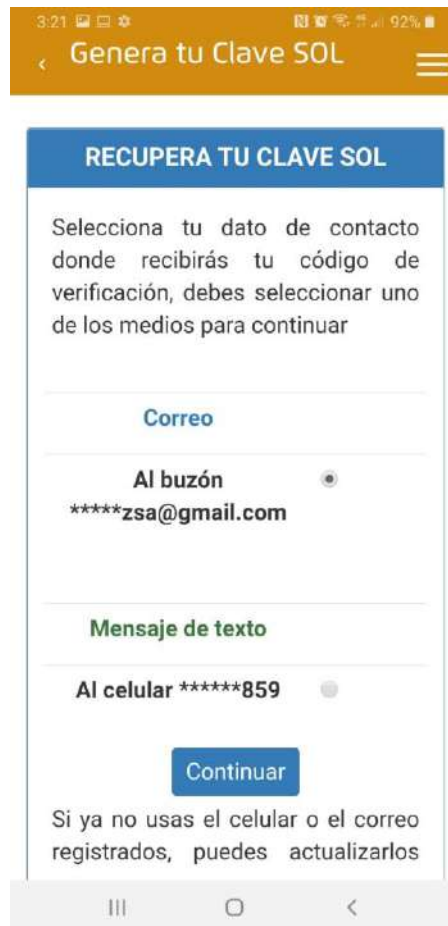 3:21 92%
Genera tu Clave SOL
RECUPERA TU CLAVE SOL
Selecciona tu dato de contacto
donde recibirás tu código de
verificación, debes seleccionar uno
de los medios para continuar
Correo
Al buzón
*****zsa@gmail.com
Mensaje de texto
Al celular ******859
Continuar
Si ya no usas el celular o el correo
registrados, puedes actualizarlos